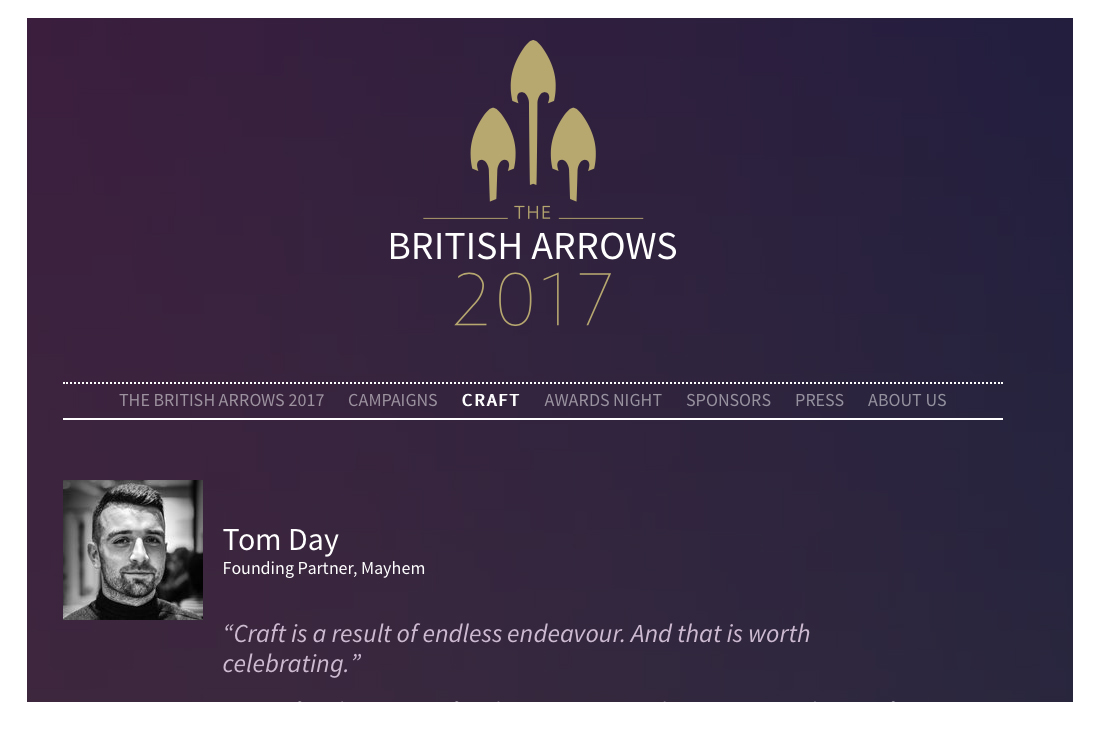 THE
BRITISH ARROWS
2017
THE BRITISH ARROWS 2017 CAMPAIGNS CRAFT AWARDS NIGHT SPONSORS PRESS ABOUT US
Tom Day
Founding Partner, Mayhem
“Craft is a result of endless endeavour. And that is worth
celebrating.”